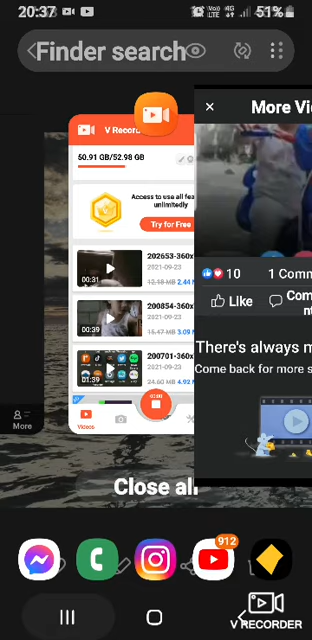 20:37
Vo))
LTE
4G
51%
Finder search
V Recor
More Vi
50.91 GB/52.98 GB
Access to use all fea
unlimitedly
Try for Free
202653-360x
2021-09-23
00:31
12.18 MB 2.44
200854-360x
2021-09-23
00:39
15.47 MB 3.09
200701-360x
2021-09-23
01:39
24.60 MB 4.92
10
1 Comm
Like
Com
nt
There's always m
Come back for more s
Videos
More
Close all
912
V RECORDER